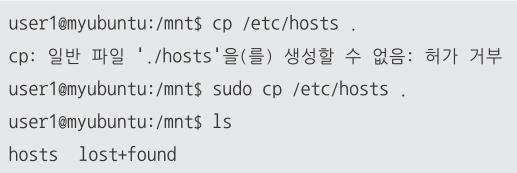 user1@myubuntu:/mnt$ cp /etc/hosts .
cp: 일반 파일 './hosts'을(를) 생성할 수 없음: 허가 거부
user1@myubuntu:/mnt$ sudo cp /etc/hosts .
user1@myubuntu:/mnt$ ls
hosts  lost+found